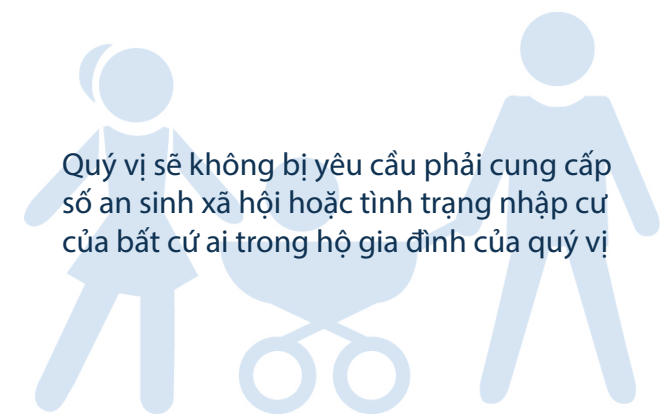 Quý vị sẽ không bị yêu cầu phải cung cấp
số an sinh xã hội hoặc tình trạng nhập cư
của bất cứ ai trong hộ gia đình của quý vị